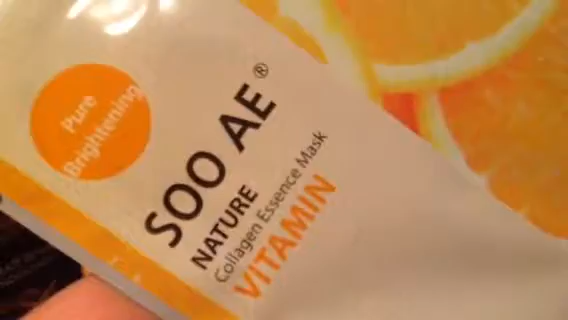 Pure
Brightening
SOO AE®
NATURE
Collagen Essence Mask
VITAMIN